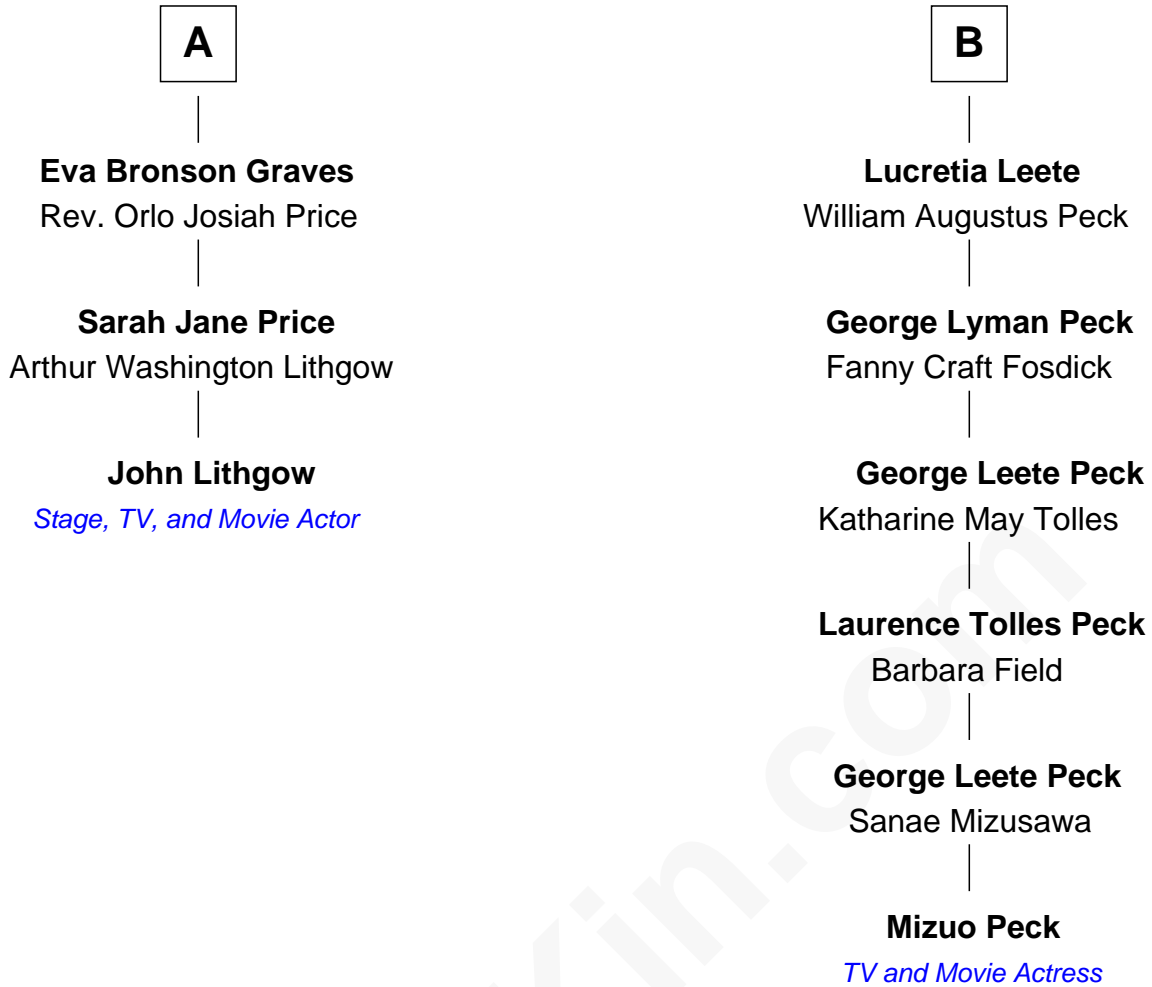 A
Eva Bronson Graves
Rev. Orlo Josiah Price
Sarah Jane Price
Arthur Washington Lithgow
John Lithgow
Stage, TV, and Movie Actor
B
Lucretia Leete
William Augustus Peck
George Lyman Peck
Fanny Craft Fosdick
George Leete Peck
Katharine May Tolles
Laurence Tolles Peck
Barbara Field
George Leete Peck
Sanae Mizusawa
Mizuo Peck
TV and Movie Actress
Kin.com